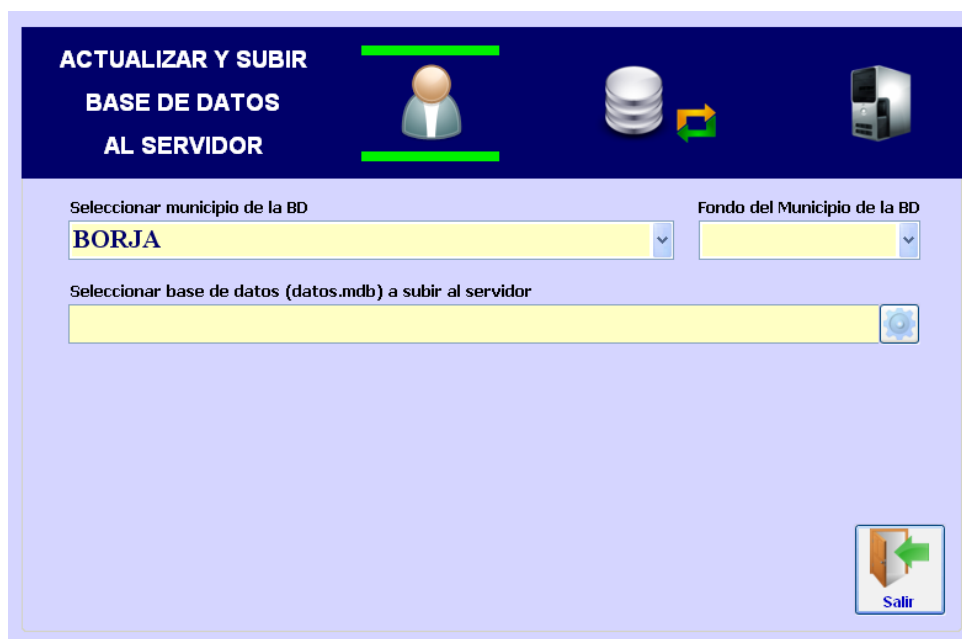 ACTUALIZAR Y SUBIR
BASE DE DATOS
AL SERVIDOR
Seleccionar municipio de la BD
Fondo del Municipio de la BD
BORJA
Seleccionar base de datos (datos.mdb) a subir al servidor
Salir